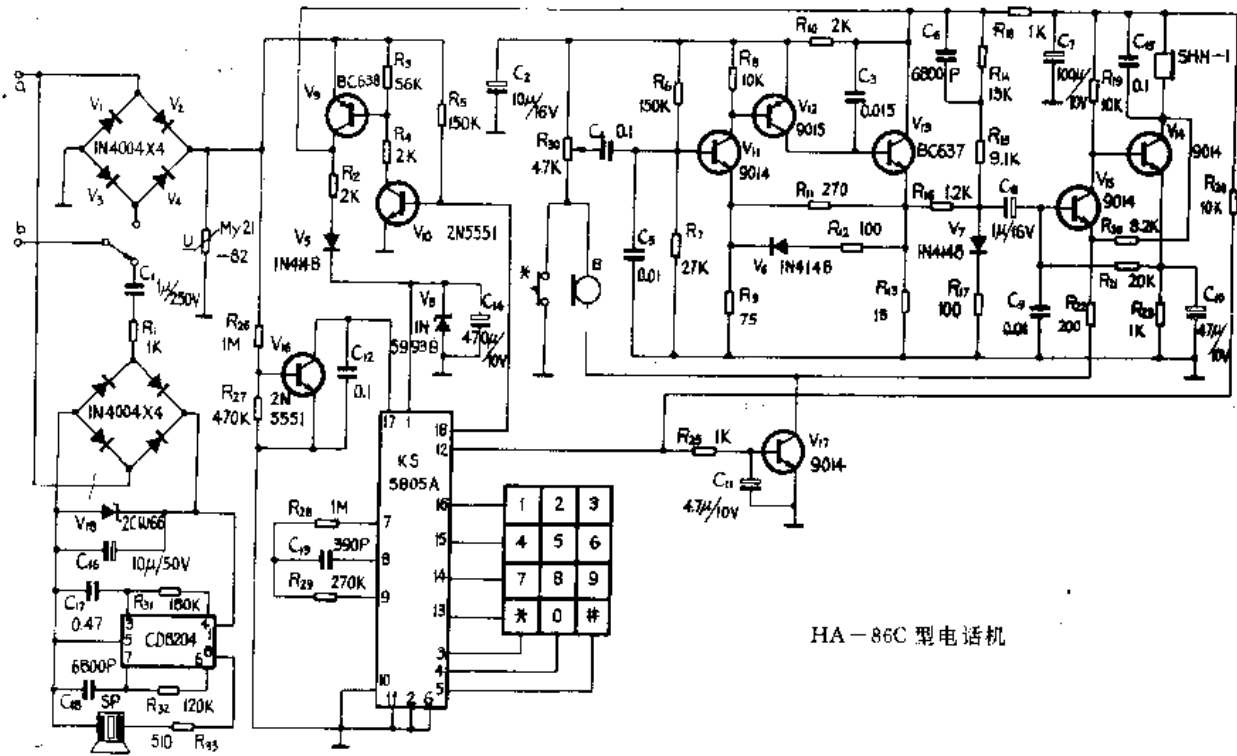 a
b
V1
V2
IN4004X4
V3
V4
U
My21
-82
C1
1μ/250V
R1
1K
IN4004X4
V18
2CW66
C16
10μ/50V
C17
0.47
R31
180K
3
4
5
1
7
6
8
CD8204
6800P
C18
R32
120K
SP
510
R33
V9
BC638
R3
56K
R4
2K
R5
150K
R2
2K
V5
IN4148
V10
2N5551
R26
1M
V16
2N
5551
R27
470K
C12
0.1
V8
1N
5993B
C14
470μ
/10V
17
1
18
12
KS
5805A
16
15
14
13
3
4
5
7
8
9
10
11
2
6
R28
1M
C13
390P
R29
270K
1 2 3
4 5 6
7 8 9
* 0 #
C2
10μ
/16V
R30
47K
0.1
R6
150K
R8
10K
V11
9014
V12
9015
R10 2K
C3
0.015
V13
BC637
R11 270
R12 100
V6
IN4148
C5
0.01
R7
27K
R9
75
R13
15
*
B
C6
6800P
R14
15K
R15
9.1K
R16
1.2K
V7
IN4148
R17
100
R18
1K
C7
100μ
/10V
C8
1μ/16V
C9
0.01
R19
10K
C15
0.1
SHN-1
V14
9014
V15
9014
8.2K
R21
20K
R22
200
R23
1K
C10
47μ
/10V
R24
10K
R25 1K
V17
9014
C11
4.7μ/10V
HA－86C 型电话机